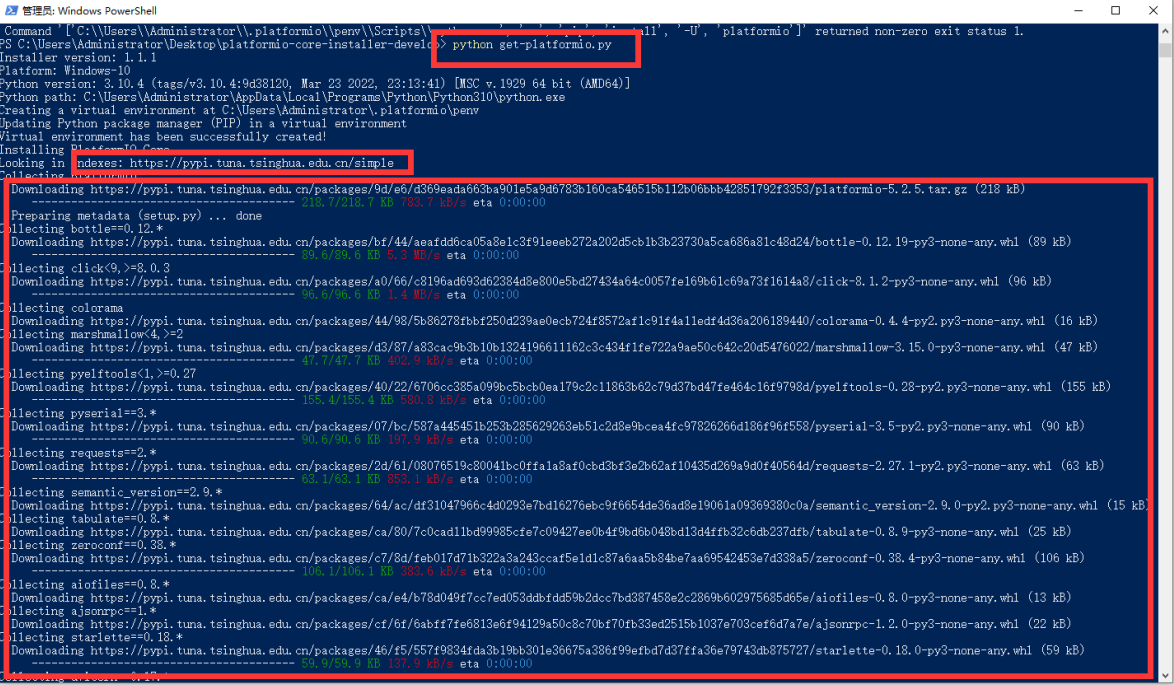 管理员: Windows PowerShell
Command '['C:\\Users\\Administrator\\.platformio\\penv\\Scripts\\ 'install', '-U', 'platformio']' returned non-zero exit status 1.
PS C:\Users\Administrator\Desktop\platformio-core-installer-develop> python get-platformio.py
Installer version: 1.1.1
Platform: Windows-10
Python version: 3.10.4 (tags/v3.10.4:9d38120, Mar 23 2022, 23:13:41) [MSC v.1929 64 bit (AMD64)]
Python path: C:\Users\Administrator\AppData\Local\Programs\Python\Python310\python.exe
Creating a virtual environment at C:\Users\Administrator\.platformio\penv
Updating Python package manager (PIP) in a virtual environment
Virtual environment has been successfully created!
Installing PlatformIO Core
Looking in indexes: https://pypi.tuna.tsinghua.edu.cn/simple
Collecting platformio
Downloading https://pypi.tuna.tsinghua.edu.cn/packages/9d/e6/d369eada663ba901e5a9d6783b160ca546515b112b06bbb42851792f3353/platformio-5.2.5.tar.gz (218 kB)
---------------------------------------- 218.7/218.7 KB 783.7 kB/s eta 0:00:00
Preparing metadata (setup.py) ... done
Collecting bottle==0.12.*
Downloading https://pypi.tuna.tsinghua.edu.cn/packages/bf/44/aeafdd6ca05a8e1c3f91eeeb272a202d5cb1b3b23730a5ca686a81c48d24/bottle-0.12.19-py3-none-any.whl (89 kB)
---------------------------------------- 89.6/89.6 KB 5.3 MB/s eta 0:00:00
Collecting click<9,>=8.0.3
Downloading https://pypi.tuna.tsinghua.edu.cn/packages/a0/66/c8196ad693d62384d8e800e5bd27434a64c0057fe169b61c69a73f1614a8/click-8.1.2-py3-none-any.whl (96 kB)
---------------------------------------- 96.6/96.6 KB 1.4 MB/s eta 0:00:00
Collecting colorama
Downloading https://pypi.tuna.tsinghua.edu.cn/packages/44/98/5b86278fbbf250d239ae0ecb724f8572af1c91f4a11edf4d36a206189440/colorama-0.4.4-py2.py3-none-any.whl (16 kB)
Collecting marshmallow<4,>=2
Downloading https://pypi.tuna.tsinghua.edu.cn/packages/d3/87/a83cac9b3b10b1324196611162c3c434f1fe722a9ae50c642c20d5476022/marshmallow-3.15.0-py3-none-any.whl (47 kB)
---------------------------------------- 47.7/47.7 KB 402.9 kB/s eta 0:00:00
Collecting pyelftools<1,>=0.27
Downloading https://pypi.tuna.tsinghua.edu.cn/packages/40/22/6706cc385a099bc5bcb0ea179c2c11863b62c79d37bd47fe464c16f9798d/pyelftools-0.28-py2.py3-none-any.whl (155 kB)
---------------------------------------- 155.4/155.4 KB 580.8 kB/s eta 0:00:00
Collecting pyserial==3.*
Downloading https://pypi.tuna.tsinghua.edu.cn/packages/07/bc/587a445451b253b285629263eb51c2d8e9bcea4fc97826266d186f96f558/pyserial-3.5-py2.py3-none-any.whl (90 kB)
---------------------------------------- 90.6/90.6 KB 197.9 kB/s eta 0:00:00
Collecting requests==2.*
Downloading https://pypi.tuna.tsinghua.edu.cn/packages/2d/61/08076519c80041bc0ffa1a8af0cbd3bf3e2b62af10435d269a9d0f40564d/requests-2.27.1-py2.py3-none-any.whl (63 kB)
---------------------------------------- 63.1/63.1 KB 853.1 kB/s eta 0:00:00
Collecting semantic_version==2.9.*
Downloading https://pypi.tuna.tsinghua.edu.cn/packages/64/ac/df31047966c4d0293e7bd16276ebc9f6654de36ad8e19061a09369380c0a/semantic_version-2.9.0-py2.py3-none-any.whl (15 kB)
Collecting tabulate==0.8.*
Downloading https://pypi.tuna.tsinghua.edu.cn/packages/ca/80/7c0cad11bd99985cfe7c09427ee0b4f9bd6b048bd13d4ffb32c6db237dfb/tabulate-0.8.9-py3-none-any.whl (25 kB)
Collecting zeroconf==0.38.*
Downloading https://pypi.tuna.tsinghua.edu.cn/packages/c7/8d/feb017d71b322a3a243ccaf5e1d1c87a6aa5b84be7aa69542453e7d338a5/zeroconf-0.38.4-py3-none-any.whl (106 kB)
---------------------------------------- 106.1/106.1 KB 383.6 kB/s eta 0:00:00
Collecting aiofiles==0.8.*
Downloading https://pypi.tuna.tsinghua.edu.cn/packages/ca/e4/b78d049f7cc7ed053ddbfdd59b2dcc7bd387458e2c2869b602975685d65e/aiofiles-0.8.0-py3-none-any.whl (13 kB)
Collecting ajsonrpc==1.*
Downloading https://pypi.tuna.tsinghua.edu.cn/packages/cf/6f/6abff7fe6813e6f94129a50c8c70bf70fb33ed2515b1037e703cef6d7a7e/ajsonrpc-1.2.0-py3-none-any.whl (22 kB)
Collecting starlette==0.18.*
Downloading https://pypi.tuna.tsinghua.edu.cn/packages/46/f5/557f9834fda3b19bb301e36675a386f99efbd7d37ffa36e79743db875727/starlette-0.18.0-py3-none-any.whl (59 kB)
---------------------------------------- 59.9/59.9 KB 137.9 kB/s eta 0:00:00